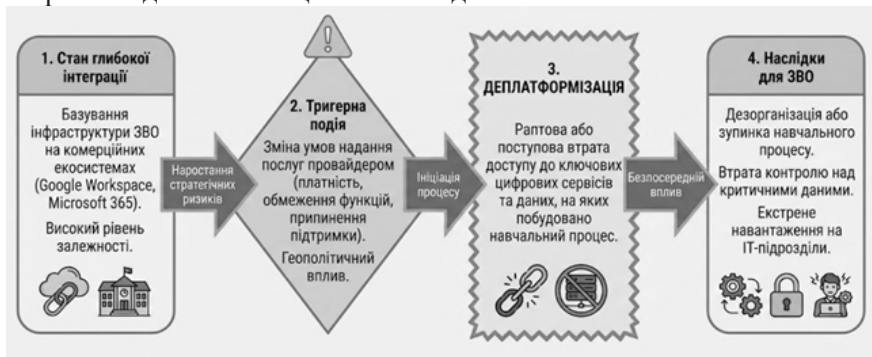 1. Стан глибокої
інтеграції
Базування
інфраструктури ЗВО
на комерційних
екосистемах
(Google Workspace,
Microsoft 365).
Високий рівень
залежності.
Наростання
стратегічних
ризиків
2. Тригерна
подія
Зміна умов надання
послуг провайдером
(платність,
обмеження функцій,
припинення
підтримки).
Геополітичний
вплив.
Ініціація
процесу
3.
ДЕПЛАТФОРМІЗАЦІЯ
Раптова або
поступова втрата
доступу до ключових
цифрових сервісів
та даних, на яких
побудовано
навчальний процес.
Безпосередній
вплив
4. Наслідки
для ЗВО
Дезорганізація або
зупинка навчального
процесу.
Втрата контролю над
критичними даними.
Екстрене
навантаження на
ІТ-підрозділи.